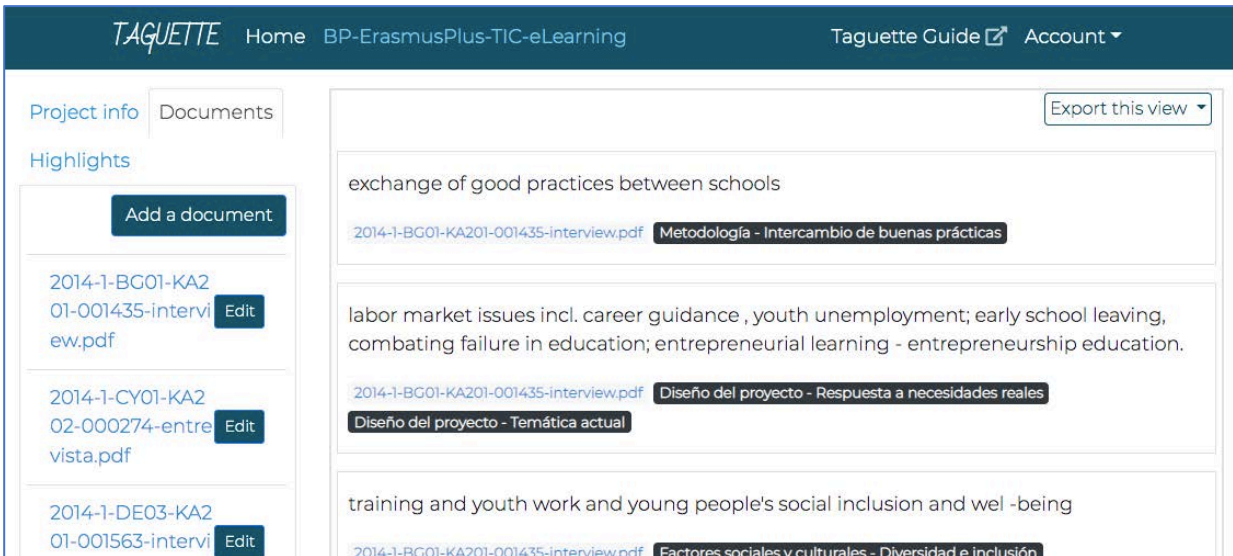 TAGUETTE Home BP-ErasmusPlus-TIC-eLearning Taguette Guide Account
Project info Documents
Highlights
Add a document
2014-1-BG01-KA2
01-001435-intervi Edit
ew.pdf
2014-1-CY01-KA2
02-000274-entre Edit
vista.pdf
2014-1-DE03-KA2
01-001563-intervi Edit
Export this view
exchange of good practices between schools
2014-1-BG01-KA201-001435-interview.pdf Metodología - Intercambio de buenas prácticas
labor market issues incl. career guidance , youth unemployment; early school leaving,
combating failure in education; entrepreneurial learning - entrepreneurship education.
2014-1-BG01-KA201-001435-interview.pdf Diseño del proyecto - Respuesta a necesidades reales
Diseño del proyecto - Temática actual
training and youth work and young people's social inclusion and wel -being
2014-1-BG01-KA201-001435-interview.pdf Factores sociales y culturales - Diversidad e inclusión